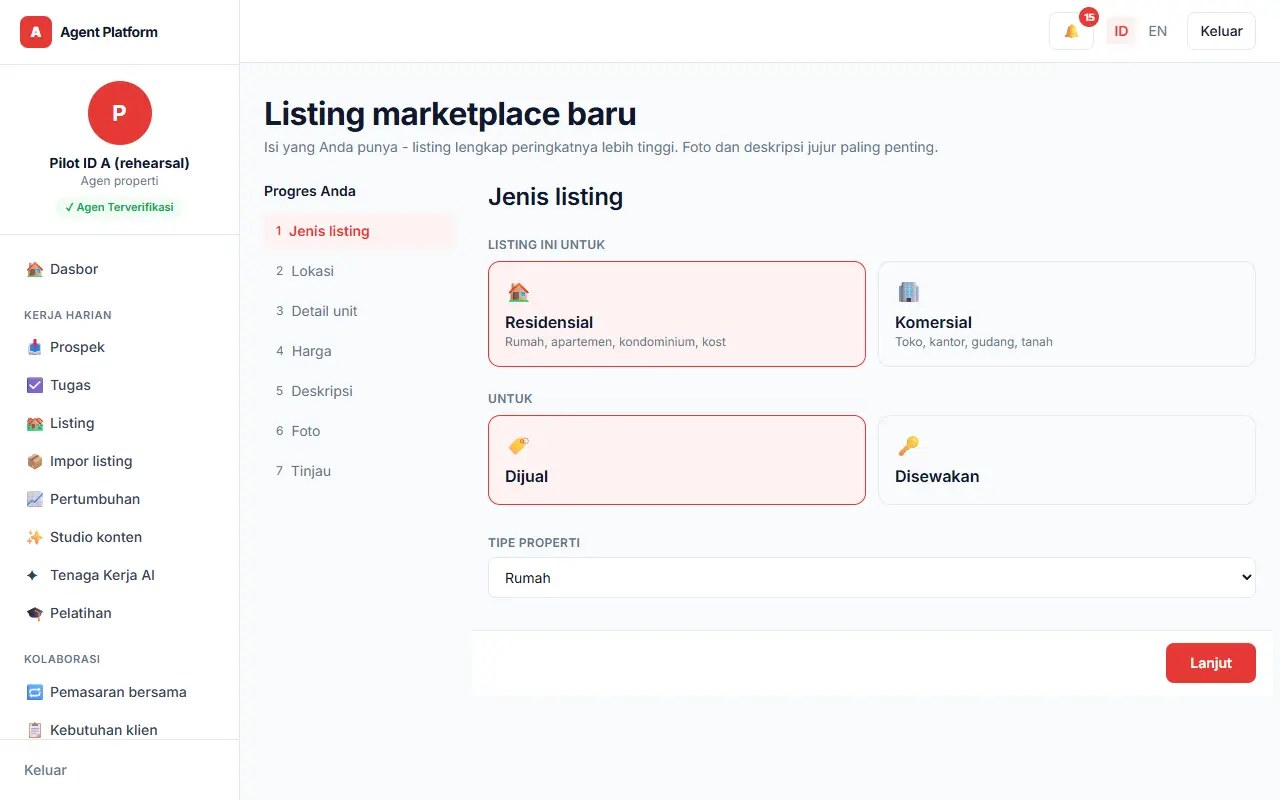 A Agent Platform
15
ID
EN
Keluar
P
Pilot ID A (rehearsal)
Agen properti
✓ Agen Terverifikasi
Dasbor
KERJA HARIAN
Prospek
Tugas
Listing
Impor listing
Pertumbuhan
Studio konten
Tenaga Kerja AI
Pelatihan
KOLABORASI
Pemasaran bersama
Kebutuhan klien
Keluar
Listing marketplace baru
Isi yang Anda punya - listing lengkap peringkatnya lebih tinggi. Foto dan deskripsi jujur paling penting.
Progres Anda
1 Jenis listing
2 Lokasi
3 Detail unit
4 Harga
5 Deskripsi
6 Foto
7 Tinjau
Jenis listing
LISTING INI UNTUK
Residensial
Rumah, apartemen, kondominium, kost
Komersial
Toko, kantor, gudang, tanah
UNTUK
Dijual
Disewakan
TIPE PROPERTI
Rumah
Lanjut